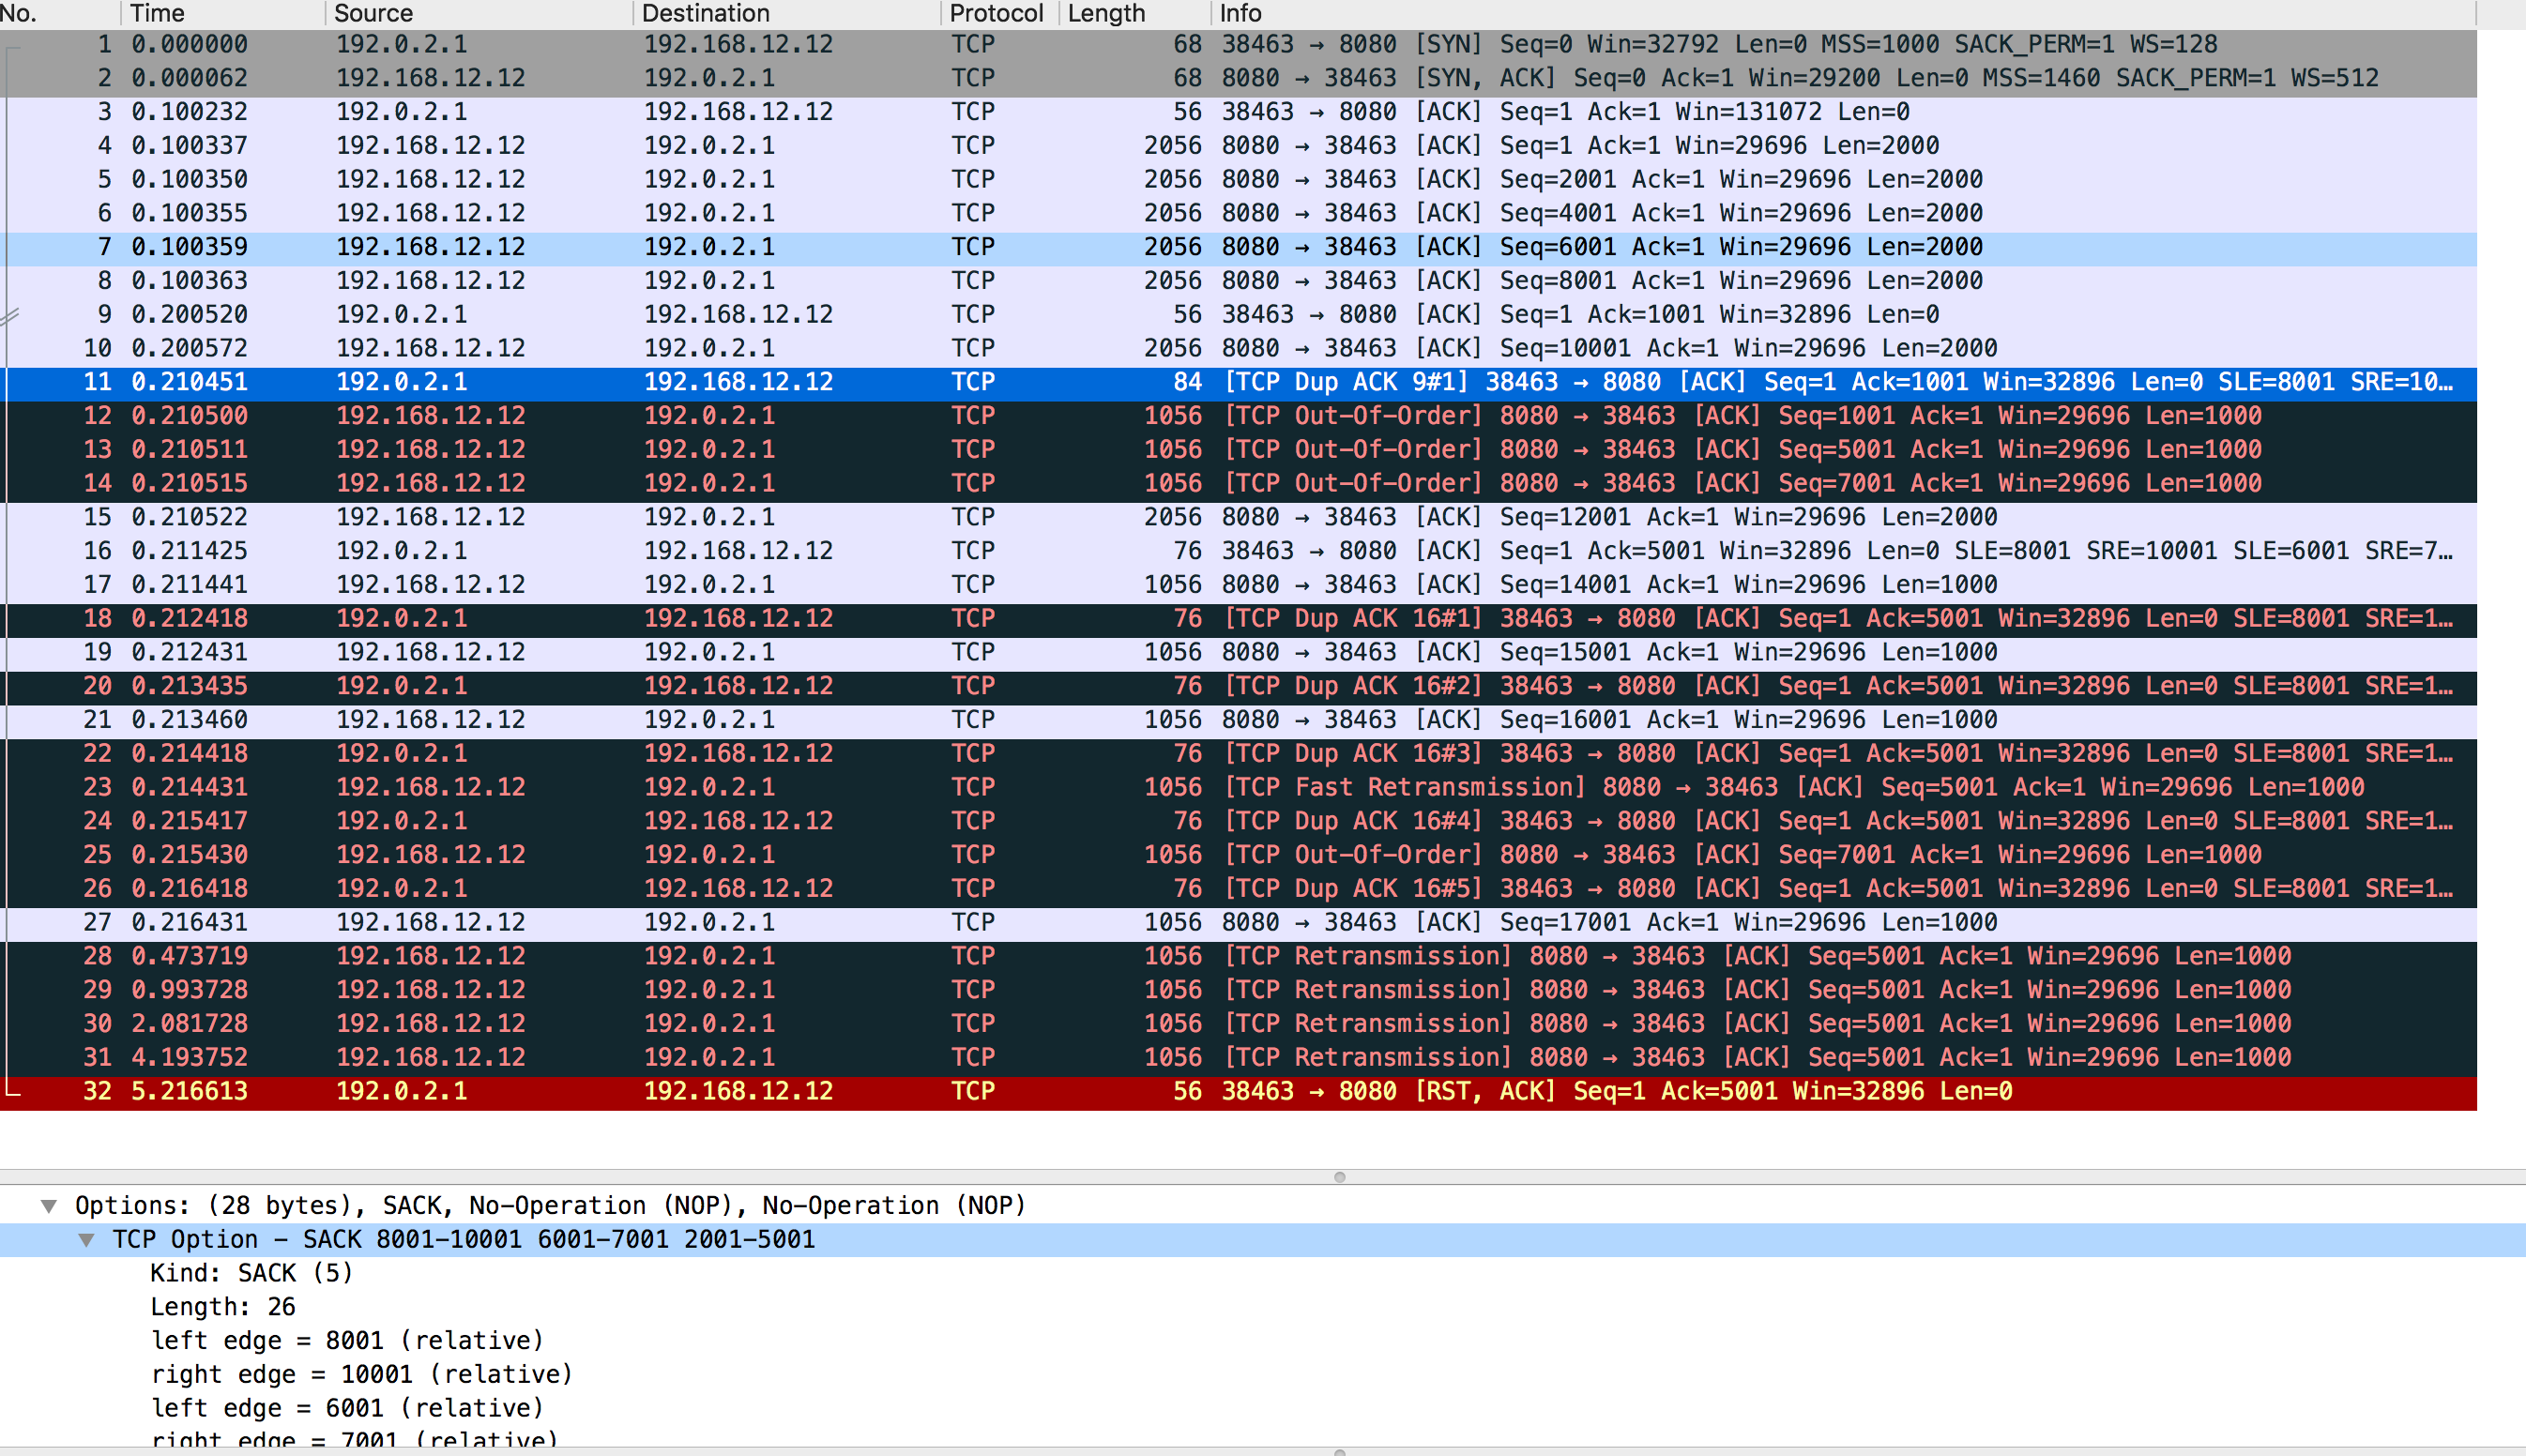 No. Time Source Destination Protocol Length Info
1 0.000000 192.0.2.1 192.168.12.12 TCP 68 38463 → 8080 [SYN] Seq=0 Win=32792 Len=0 MSS=1000 SACK_PERM=1 WS=128
2 0.000062 192.168.12.12 192.0.2.1 TCP 68 8080 → 38463 [SYN, ACK] Seq=0 Ack=1 Win=29200 Len=0 MSS=1460 SACK_PERM=1 WS=512
3 0.100232 192.0.2.1 192.168.12.12 TCP 56 38463 → 8080 [ACK] Seq=1 Ack=1 Win=131072 Len=0
4 0.100337 192.168.12.12 192.0.2.1 TCP 2056 8080 → 38463 [ACK] Seq=1 Ack=1 Win=29696 Len=2000
5 0.100350 192.168.12.12 192.0.2.1 TCP 2056 8080 → 38463 [ACK] Seq=2001 Ack=1 Win=29696 Len=2000
6 0.100355 192.168.12.12 192.0.2.1 TCP 2056 8080 → 38463 [ACK] Seq=4001 Ack=1 Win=29696 Len=2000
7 0.100359 192.168.12.12 192.0.2.1 TCP 2056 8080 → 38463 [ACK] Seq=6001 Ack=1 Win=29696 Len=2000
8 0.100363 192.168.12.12 192.0.2.1 TCP 2056 8080 → 38463 [ACK] Seq=8001 Ack=1 Win=29696 Len=2000
9 0.200520 192.0.2.1 192.168.12.12 TCP 56 38463 → 8080 [ACK] Seq=1 Ack=1001 Win=32896 Len=0
10 0.200572 192.168.12.12 192.0.2.1 TCP 2056 8080 → 38463 [ACK] Seq=10001 Ack=1 Win=29696 Len=2000
11 0.210451 192.0.2.1 192.168.12.12 TCP 84 [TCP Dup ACK 9#1] 38463 → 8080 [ACK] Seq=1 Ack=1001 Win=32896 Len=0 SLE=8001 SRE=10…
12 0.210500 192.168.12.12 192.0.2.1 TCP 1056 [TCP Out-Of-Order] 8080 → 38463 [ACK] Seq=1001 Ack=1 Win=29696 Len=1000
13 0.210511 192.168.12.12 192.0.2.1 TCP 1056 [TCP Out-Of-Order] 8080 → 38463 [ACK] Seq=5001 Ack=1 Win=29696 Len=1000
14 0.210515 192.168.12.12 192.0.2.1 TCP 1056 [TCP Out-Of-Order] 8080 → 38463 [ACK] Seq=7001 Ack=1 Win=29696 Len=1000
15 0.210522 192.168.12.12 192.0.2.1 TCP 2056 8080 → 38463 [ACK] Seq=12001 Ack=1 Win=29696 Len=2000
16 0.211425 192.0.2.1 192.168.12.12 TCP 76 38463 → 8080 [ACK] Seq=1 Ack=5001 Win=32896 Len=0 SLE=8001 SRE=10001 SLE=6001 SRE=7…
17 0.211441 192.168.12.12 192.0.2.1 TCP 1056 8080 → 38463 [ACK] Seq=14001 Ack=1 Win=29696 Len=1000
18 0.212418 192.0.2.1 192.168.12.12 TCP 76 [TCP Dup ACK 16#1] 38463 → 8080 [ACK] Seq=1 Ack=5001 Win=32896 Len=0 SLE=8001 SRE=1…
19 0.212431 192.168.12.12 192.0.2.1 TCP 1056 8080 → 38463 [ACK] Seq=15001 Ack=1 Win=29696 Len=1000
20 0.213435 192.0.2.1 192.168.12.12 TCP 76 [TCP Dup ACK 16#2] 38463 → 8080 [ACK] Seq=1 Ack=5001 Win=32896 Len=0 SLE=8001 SRE=1…
21 0.213460 192.168.12.12 192.0.2.1 TCP 1056 8080 → 38463 [ACK] Seq=16001 Ack=1 Win=29696 Len=1000
22 0.214418 192.0.2.1 192.168.12.12 TCP 76 [TCP Dup ACK 16#3] 38463 → 8080 [ACK] Seq=1 Ack=5001 Win=32896 Len=0 SLE=8001 SRE=1…
23 0.214431 192.168.12.12 192.0.2.1 TCP 1056 [TCP Fast Retransmission] 8080 → 38463 [ACK] Seq=5001 Ack=1 Win=29696 Len=1000
24 0.215417 192.0.2.1 192.168.12.12 TCP 76 [TCP Dup ACK 16#4] 38463 → 8080 [ACK] Seq=1 Ack=5001 Win=32896 Len=0 SLE=8001 SRE=1…
25 0.215430 192.168.12.12 192.0.2.1 TCP 1056 [TCP Out-Of-Order] 8080 → 38463 [ACK] Seq=7001 Ack=1 Win=29696 Len=1000
26 0.216418 192.0.2.1 192.168.12.12 TCP 76 [TCP Dup ACK 16#5] 38463 → 8080 [ACK] Seq=1 Ack=5001 Win=32896 Len=0 SLE=8001 SRE=1…
27 0.216431 192.168.12.12 192.0.2.1 TCP 1056 8080 → 38463 [ACK] Seq=17001 Ack=1 Win=29696 Len=1000
28 0.473719 192.168.12.12 192.0.2.1 TCP 1056 [TCP Retransmission] 8080 → 38463 [ACK] Seq=5001 Ack=1 Win=29696 Len=1000
29 0.993728 192.168.12.12 192.0.2.1 TCP 1056 [TCP Retransmission] 8080 → 38463 [ACK] Seq=5001 Ack=1 Win=29696 Len=1000
30 2.081728 192.168.12.12 192.0.2.1 TCP 1056 [TCP Retransmission] 8080 → 38463 [ACK] Seq=5001 Ack=1 Win=29696 Len=1000
31 4.193752 192.168.12.12 192.0.2.1 TCP 1056 [TCP Retransmission] 8080 → 38463 [ACK] Seq=5001 Ack=1 Win=29696 Len=1000
32 5.216613 192.0.2.1 192.168.12.12 TCP 56 38463 → 8080 [RST, ACK] Seq=1 Ack=5001 Win=32896 Len=0
Options: (28 bytes), SACK, No-Operation (NOP), No-Operation (NOP)
TCP Option - SACK 8001-10001 6001-7001 2001-5001
Kind: SACK (5)
Length: 26
left edge = 8001 (relative)
right edge = 10001 (relative)
left edge = 6001 (relative)
right edge = 7001 (relative)